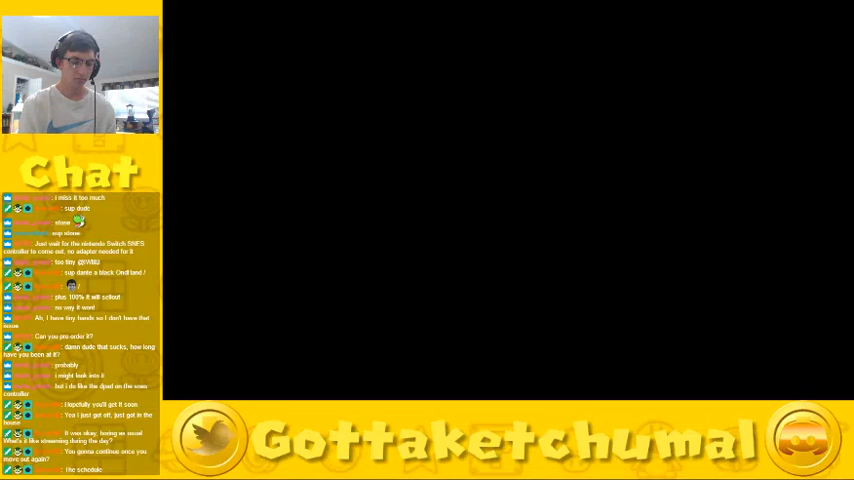 Chat
: i miss it too much
: sup dude
: stone
: sup stone
: Just wait for the nintendo Switch SNES
controller to come out, no adapter needed for it
: too tiny
: sup dante a black
/
: plus 100% it will sellout
: no way it wont
: Ah, I have tiny hands so I don't have that
issue
: Can you pre-order it?
: damn dude that sucks, how long
have you been at it?
: probably
: i might look into it
: but i do like the dpad on the snes
controller
: Hopefully you'll get it soon
: Yea I just got off, just got in the
house
: It was okay, boring as usual
What's it like streaming during the day?
: You gonna continue once you
move out again?
: The schedule
Gottaketchumal